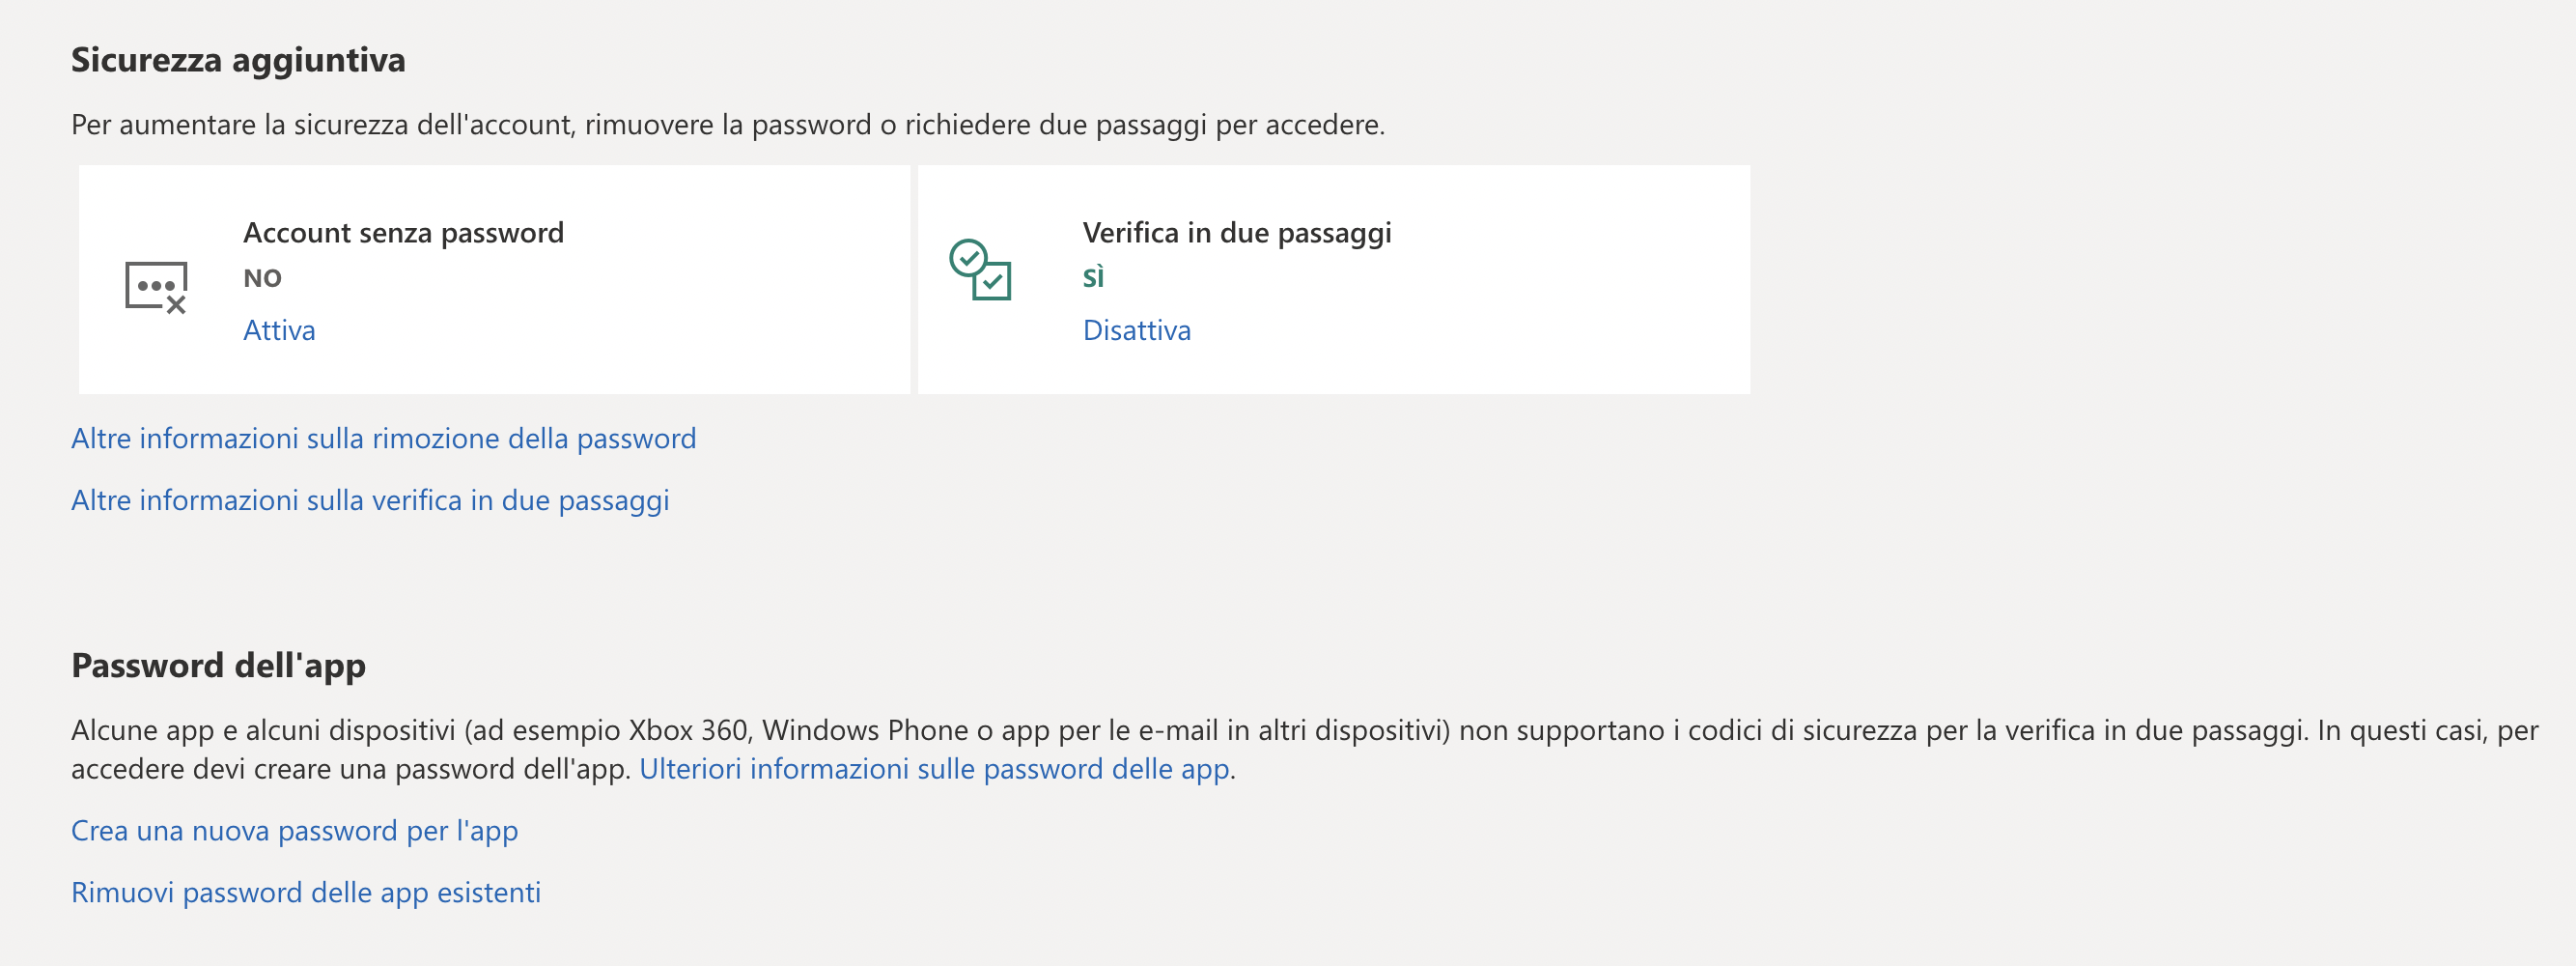 Sicurezza aggiuntiva
Per aumentare la sicurezza dell'account, rimuovere la password o richiedere due passaggi per accedere.
Account senza password
NO
Attiva
Verifica in due passaggi
SÌ
Disattiva
Altre informazioni sulla rimozione della password
Altre informazioni sulla verifica in due passaggi
Password dell'app
Alcune app e alcuni dispositivi (ad esempio Xbox 360, Windows Phone o app per le e-mail in altri dispositivi) non supportano i codici di sicurezza per la verifica in due passaggi. In questi casi, per
accedere devi creare una password dell'app. Ulteriori informazioni sulle password delle app.
Crea una nuova password per l'app
Rimuovi password delle app esistenti